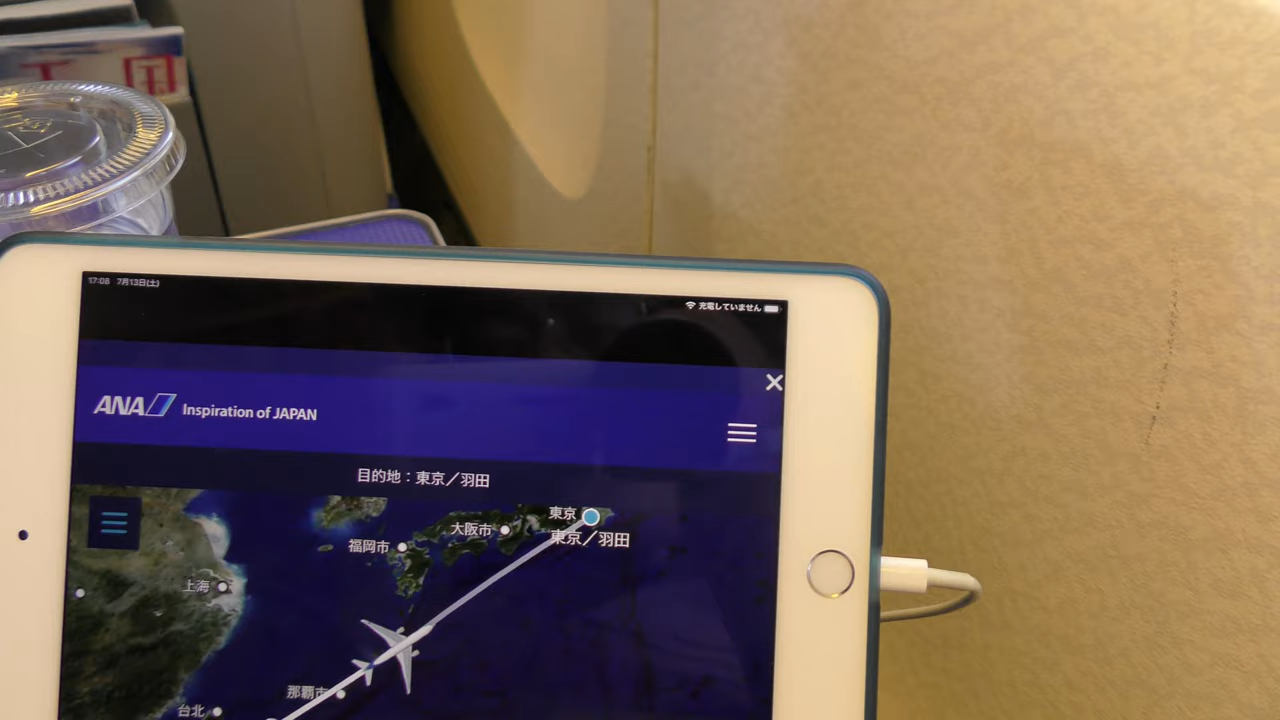 17:08 7月13日(土)
充電していません
ANA Inspiration of JAPAN
目的地：東京／羽田
東京
大阪市
東京／羽田
福岡市
上海
那覇市
台北